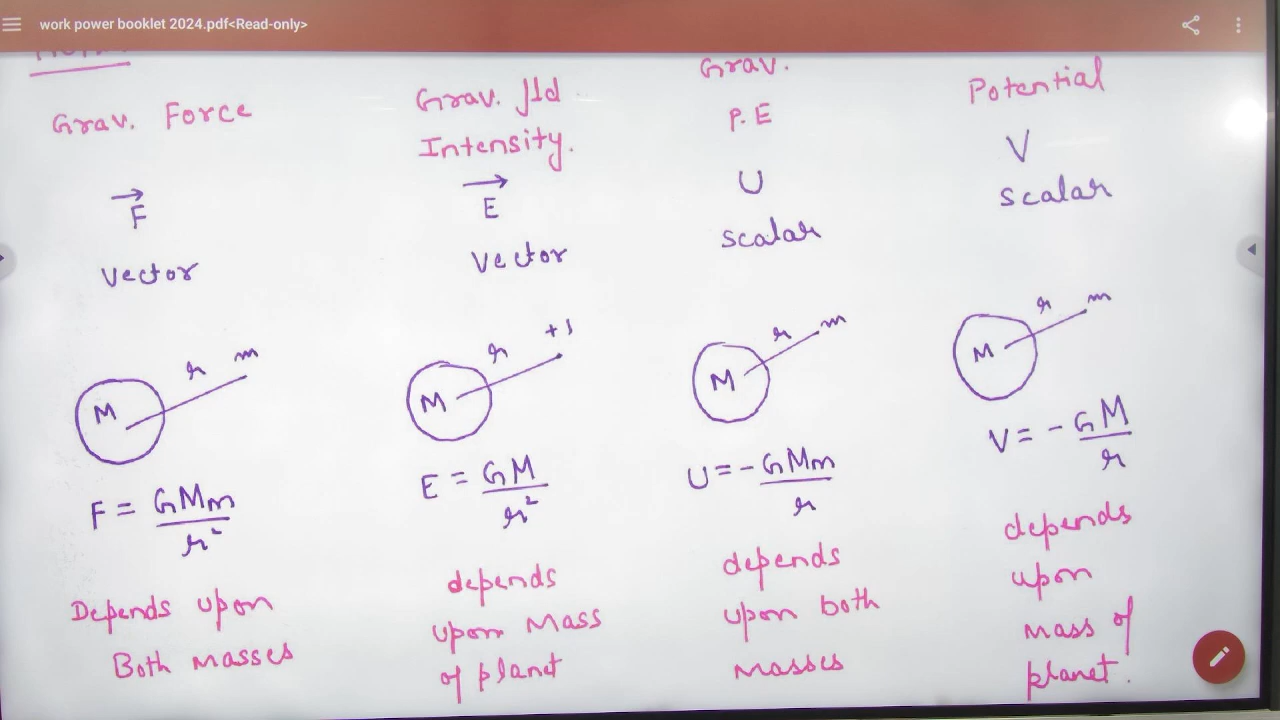 work power booklet 2024.pdf<Read-only>
Grav. Force
F
Vector
M r m
F = GMm / r²
Depends upon
Both masses
Grav. fld
Intensity.
E
Vector
M r +1
E = GM / r²
depends
upon Mass
of planet
Grav.
P.E
U
Scalar
M r m
U = - GMm / r
depends
upon both
masses
Potential
V
Scalar
M r m
V = - GM / r
depends
upon
mass of
planet.